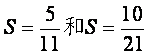 S = 5/11 和 S = 10/21